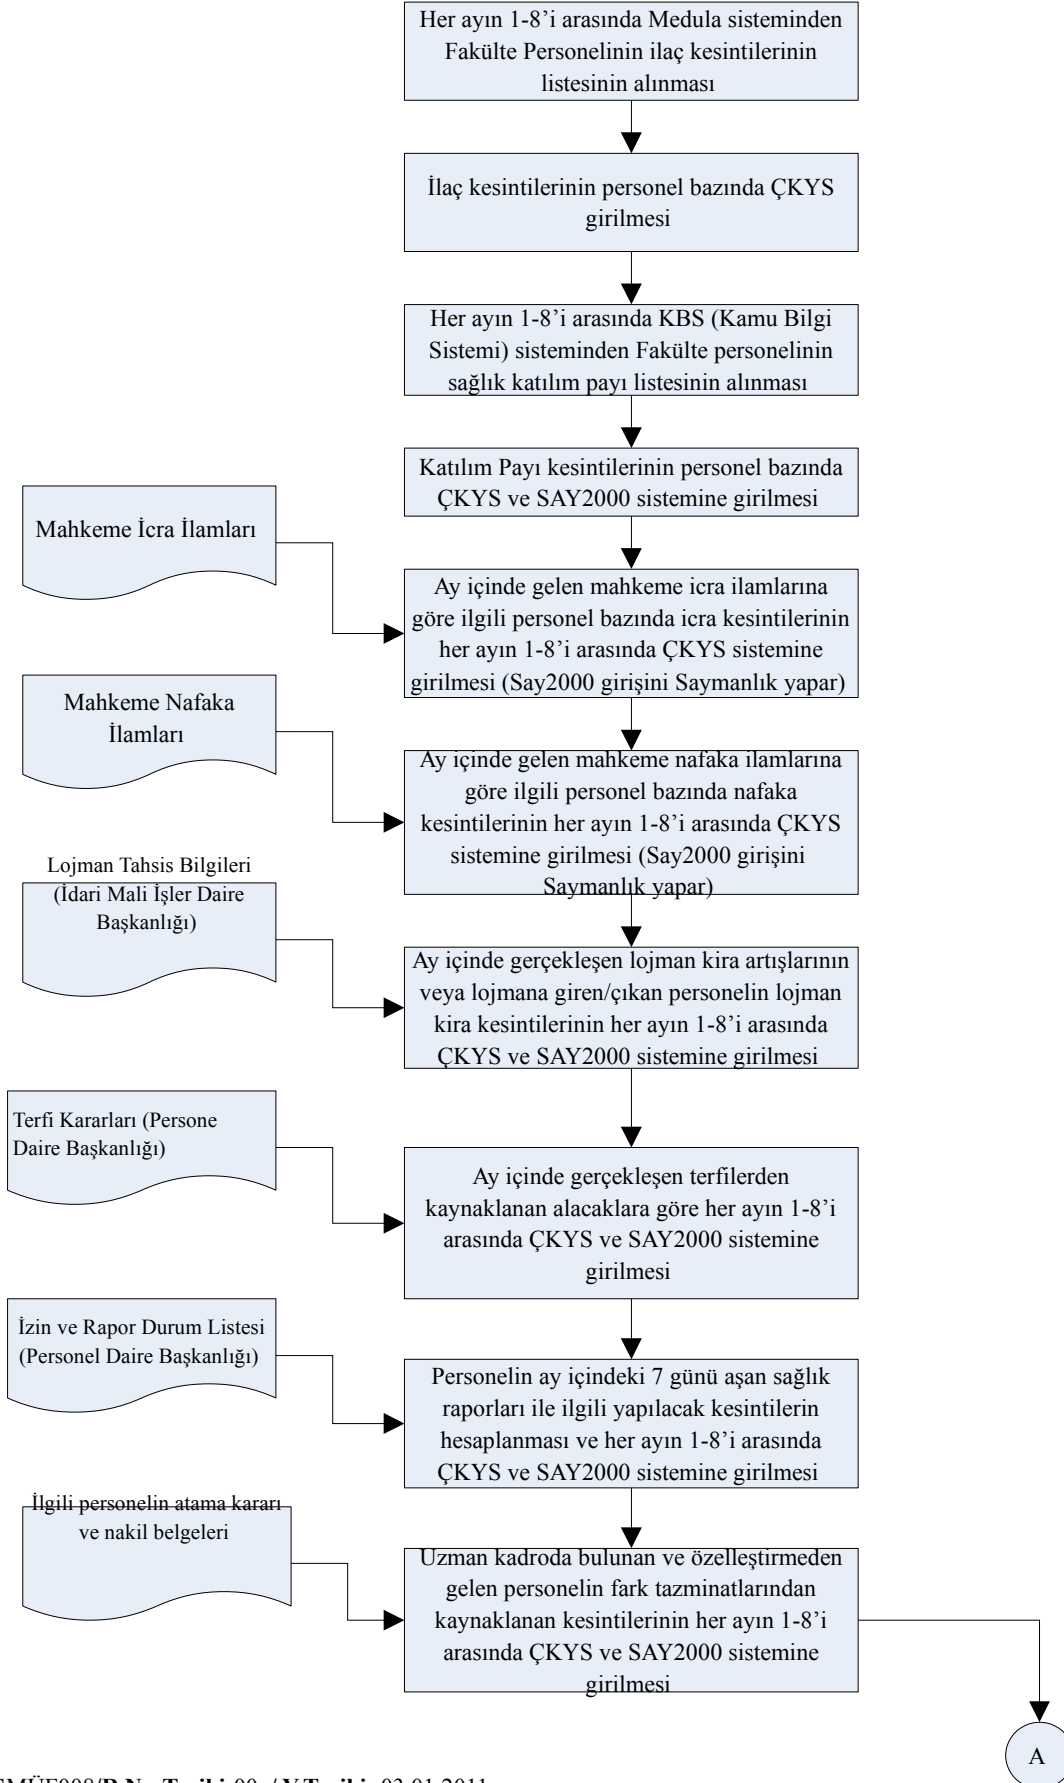 Her ayın 1-8’i arasında Medula sisteminden
Fakülte Personelinin ilaç kesintilerinin
listesinin alınması
İlaç kesintilerinin personel bazında ÇKYS
girilmesi
Her ayın 1-8’i arasında KBS (Kamu Bilgi
Sistemi) sisteminden Fakülte personelinin
sağlık katılım payı listesinin alınması
Katılım Payı kesintilerinin personel bazında
ÇKYS ve SAY2000 sistemine girilmesi
Mahkeme İcra İlamları
Ay içinde gelen mahkeme icra ilamlarına
göre ilgili personel bazında icra kesintilerinin
her ayın 1-8’i arasında ÇKYS sistemine
girilmesi (Say2000 girişini Saymanlık yapar)
Mahkeme Nafaka
İlamları
Ay içinde gelen mahkeme nafaka ilamlarına
göre ilgili personel bazında nafaka
kesintilerinin her ayın 1-8’i arasında ÇKYS
sistemine girilmesi (Say2000 girişini
Saymanlık yapar)
Lojman Tahsis Bilgileri
(İdari Mali İşler Daire
Başkanlığı)
Ay içinde gerçekleşen lojman kira artışlarının
veya lojmana giren/çıkan personelin lojman
kira kesintilerinin her ayın 1-8’i arasında
ÇKYS ve SAY2000 sistemine girilmesi
Terfi Kararları (Persone
Daire Başkanlığı)
Ay içinde gerçekleşen terfilerden
kaynaklanan alacaklara göre her ayın 1-8’i
arasında ÇKYS ve SAY2000 sistemine
girilmesi
İzin ve Rapor Durum Listesi
(Personel Daire Başkanlığı)
Personelin ay içindeki 7 günü aşan sağlık
raporları ile ilgili yapılacak kesintilerin
hesaplanması ve her ayın 1-8’i arasında
ÇKYS ve SAY2000 sistemine girilmesi
İlgili personelin atama kararı
ve nakil belgeleri
Uzman kadroda bulunan ve özelleştirmeden
gelen personelin fark tazminatlarından
kaynaklanan kesintilerinin her ayın 1-8’i
arasında ÇKYS ve SAY2000 sistemine
girilmesi
A